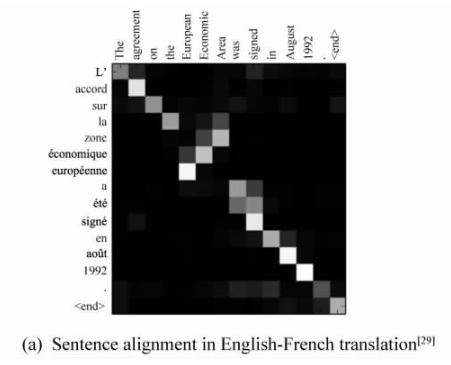 The agreement on the European Economic Area was signed in August 1992 . <end>
L'
accord
sur
la
zone
économique
européenne
a
été
signé
en
août
1992
.
<end>
(a) Sentence alignment in English-French translation[29]